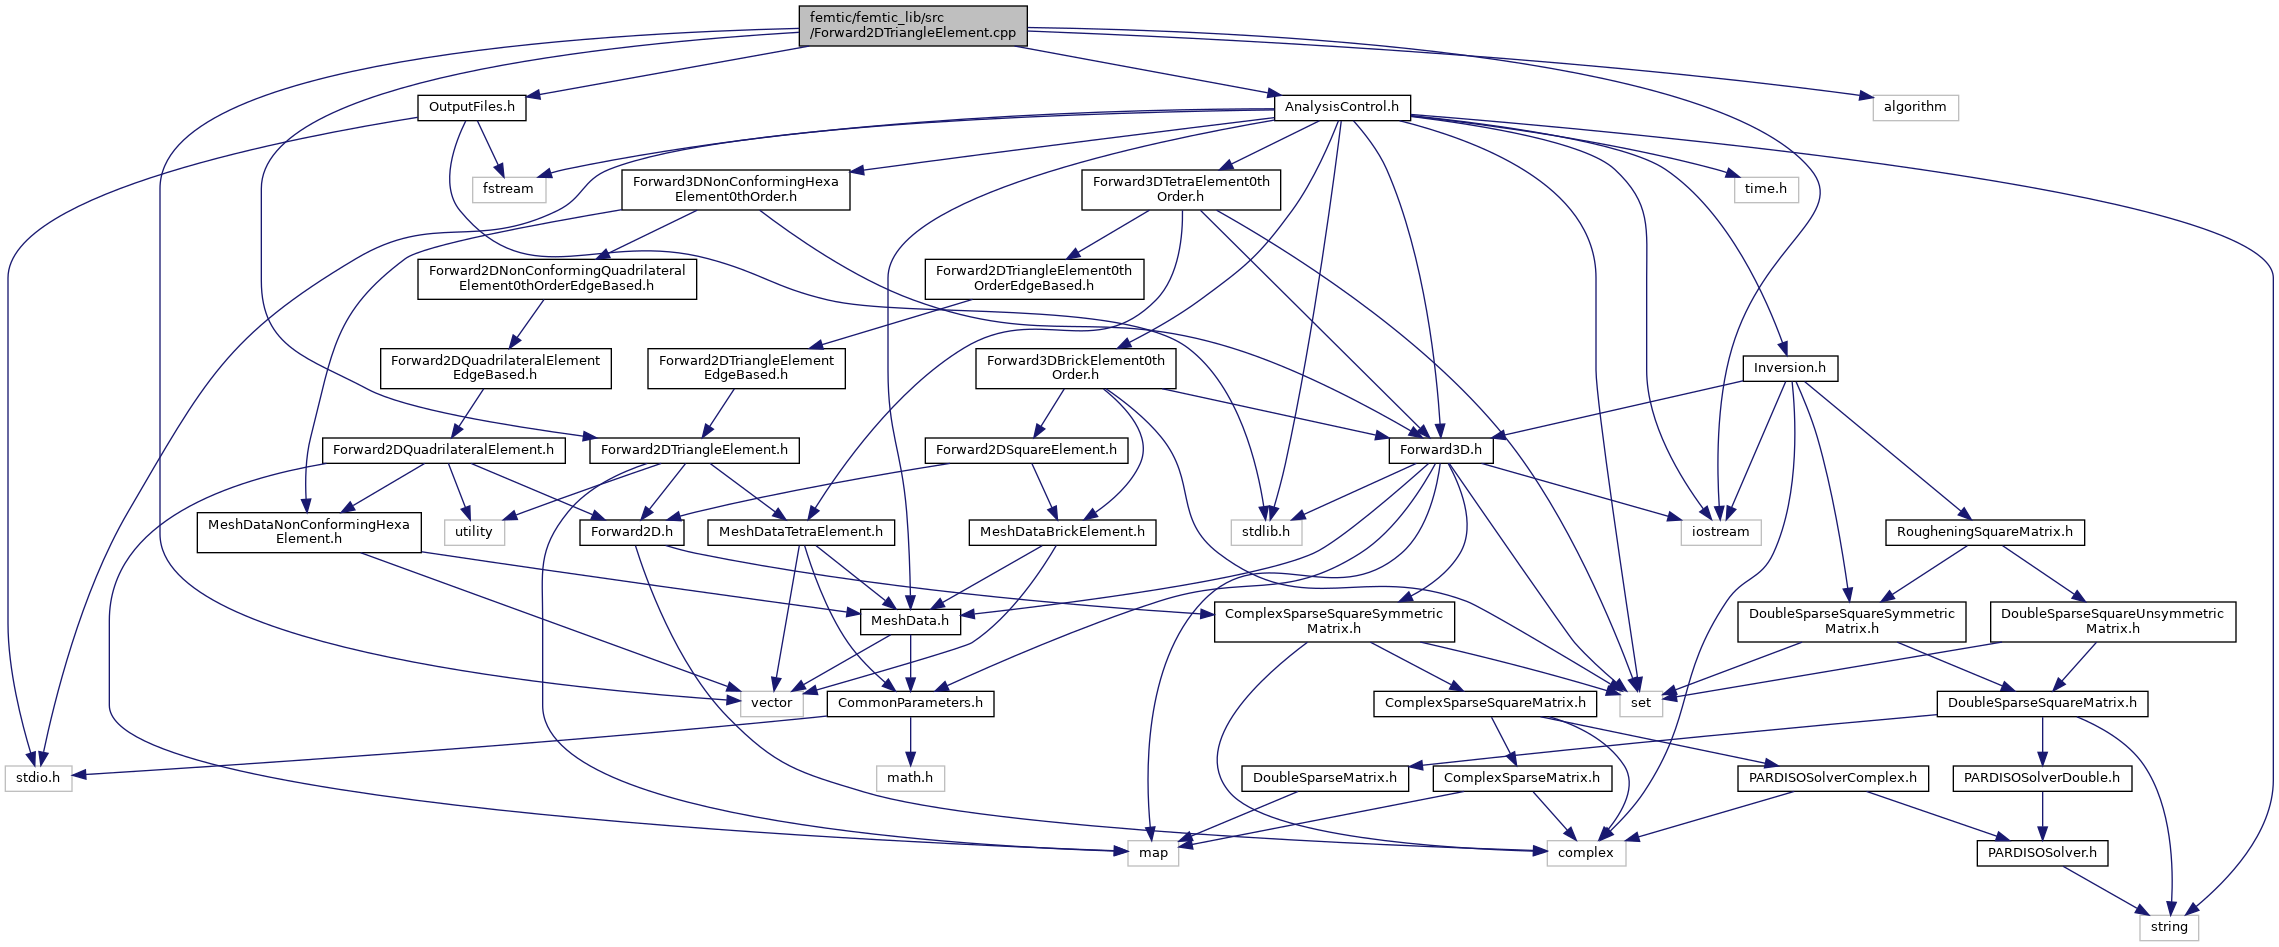 femtic/femtic_lib/src
/Forward2DTriangleElement.cpp
OutputFiles.h
AnalysisControl.h
algorithm
fstream
Forward3DNonConformingHexa
Element0thOrder.h
Forward3DTetraElement0th
Order.h
time.h
Forward2DNonConformingQuadrilateral
Element0thOrderEdgeBased.h
Forward2DTriangleElement0th
OrderEdgeBased.h
Forward2DQuadrilateralElement
EdgeBased.h
Forward2DTriangleElement
EdgeBased.h
Forward3DBrickElement0th
Order.h
Inversion.h
Forward2DQuadrilateralElement.h
Forward2DTriangleElement.h
Forward2DSquareElement.h
Forward3D.h
MeshDataNonConformingHexa
Element.h
utility
Forward2D.h
MeshDataTetraElement.h
MeshDataBrickElement.h
stdlib.h
iostream
RougheningSquareMatrix.h
MeshData.h
ComplexSparseSquareSymmetric
Matrix.h
DoubleSparseSquareSymmetric
Matrix.h
DoubleSparseSquareUnsymmetric
Matrix.h
vector
CommonParameters.h
ComplexSparseSquareMatrix.h
set
DoubleSparseSquareMatrix.h
stdio.h
math.h
DoubleSparseMatrix.h
ComplexSparseMatrix.h
PARDISOSolverComplex.h
PARDISOSolverDouble.h
map
complex
PARDISOSolver.h
string